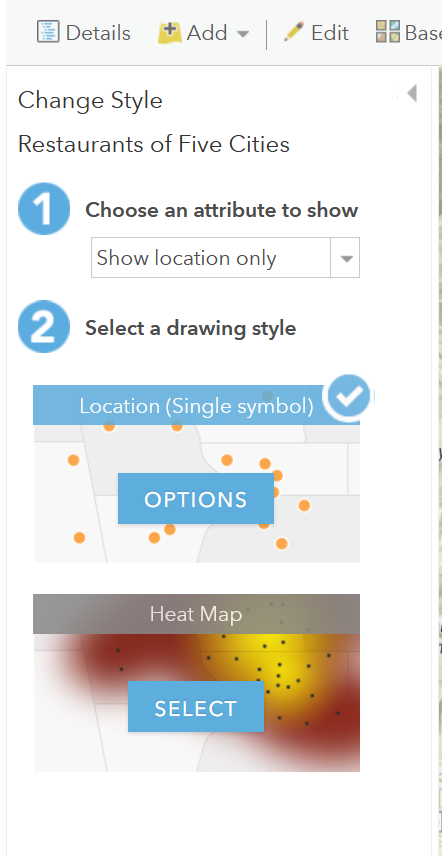 Details Add Edit Base
Change Style
Restaurants of Five Cities
1 Choose an attribute to show
Show location only
2 Select a drawing style
Location (Single symbol)
OPTIONS
Heat Map
SELECT